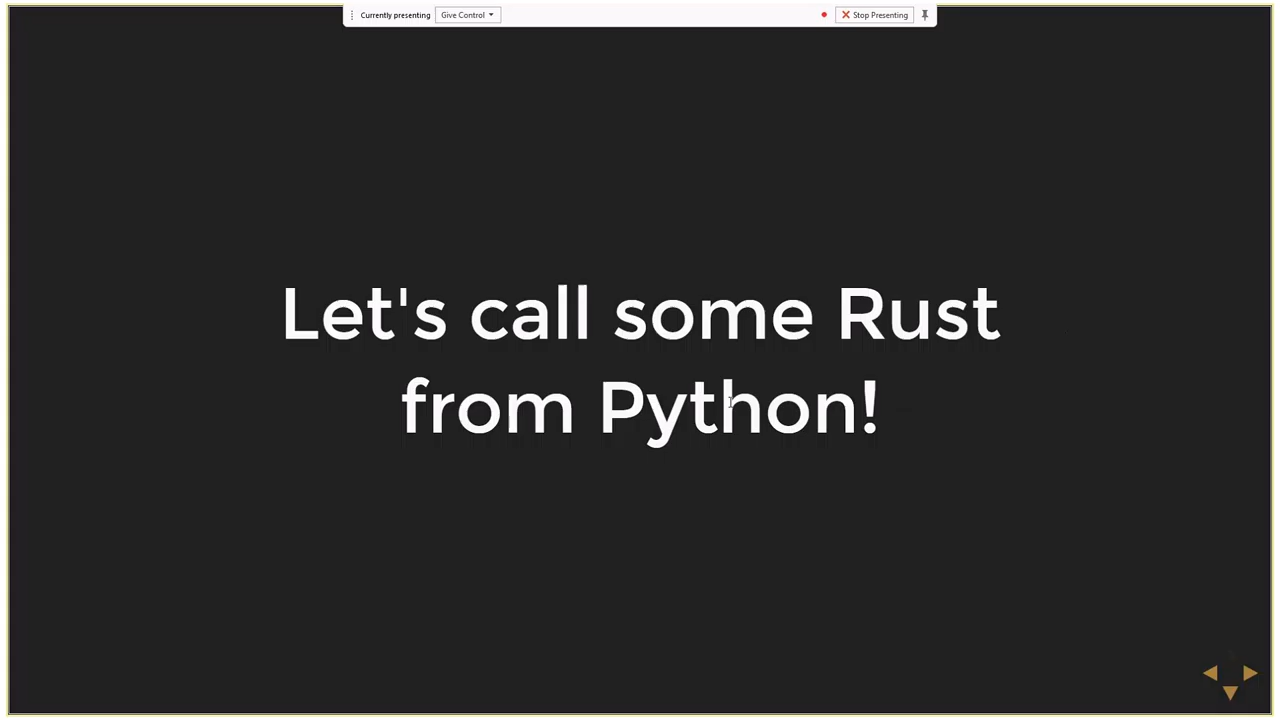 Currently presenting Give Control Stop Presenting
Let's call some Rust
from Python!